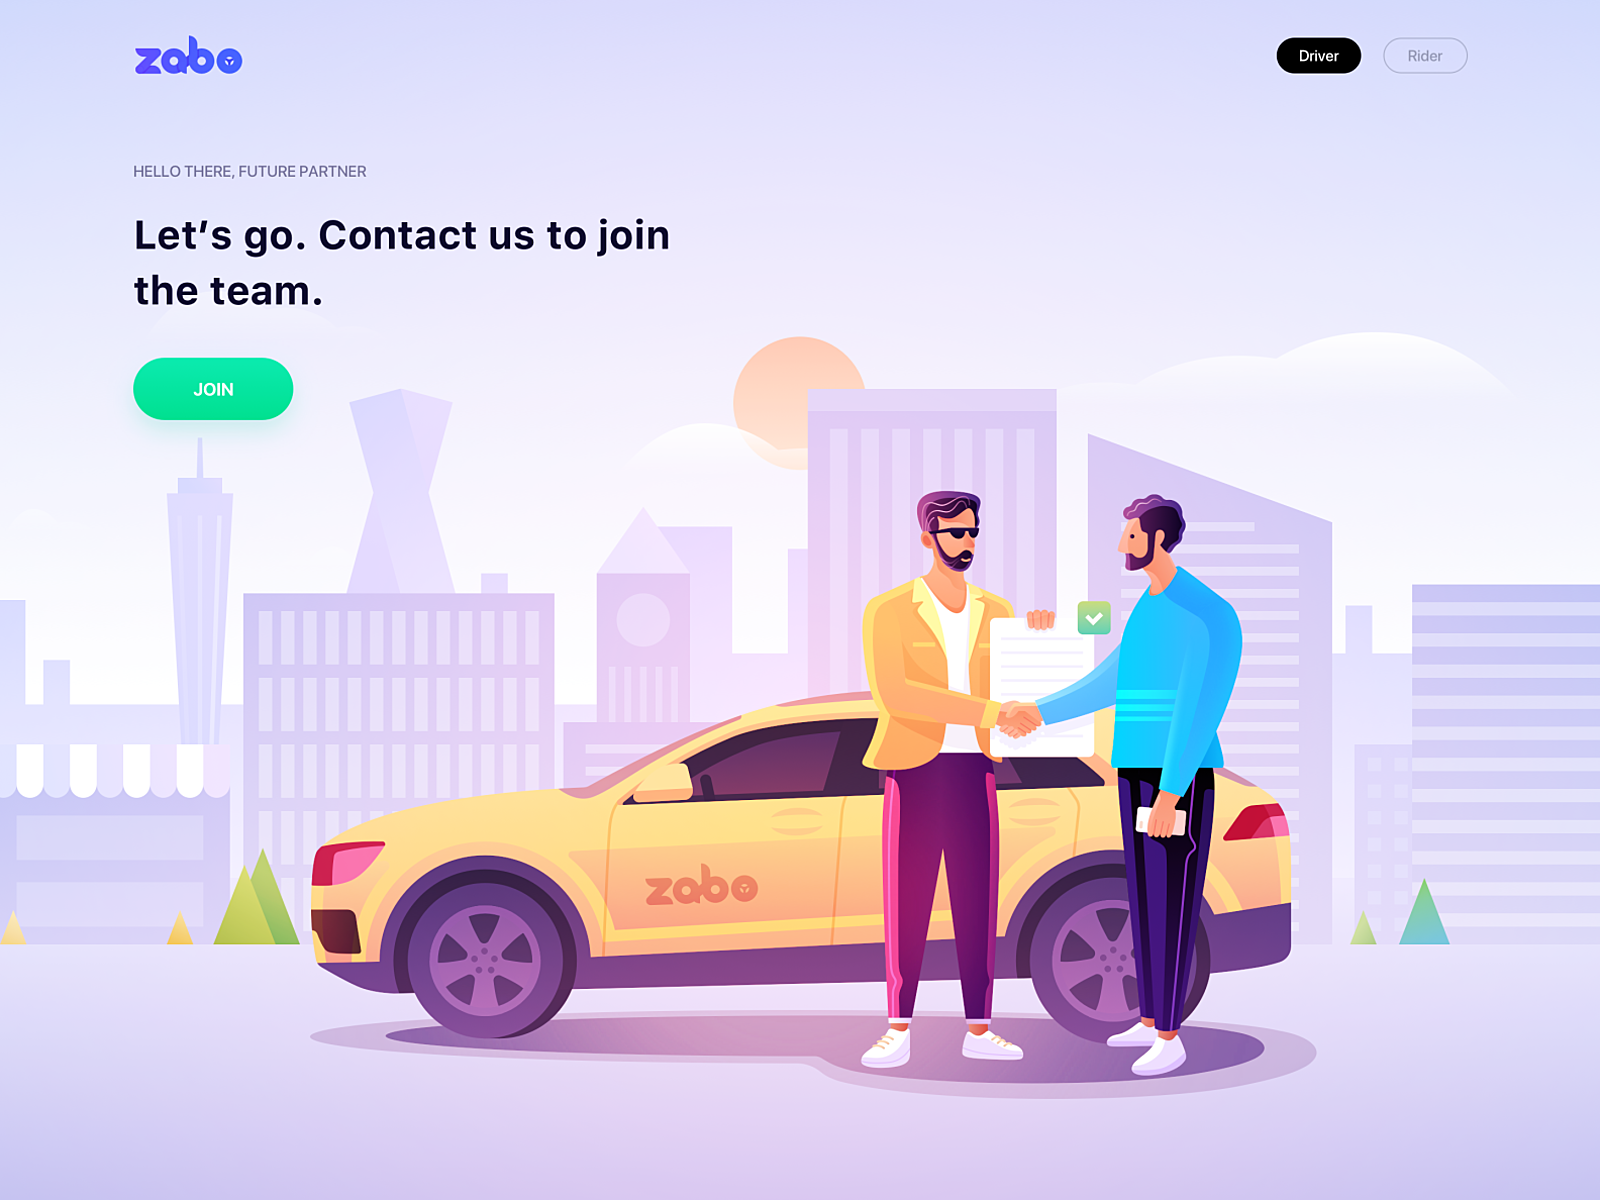 zabo
Driver
Rider
HELLO THERE, FUTURE PARTNER
Let’s go. Contact us to join
the team.
JOIN
zabo